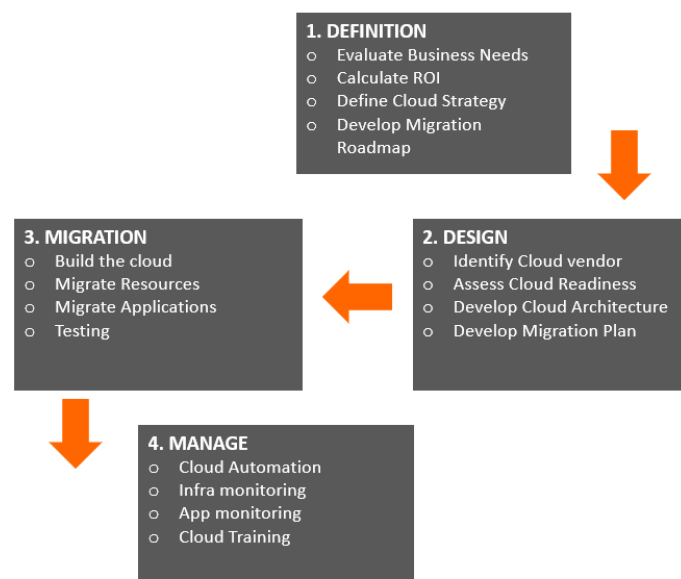 1. DEFINITION
o Evaluate Business Needs
o Calculate ROI
o Define Cloud Strategy
o Develop Migration
Roadmap
2. DESIGN
o Identify Cloud vendor
o Assess Cloud Readiness
o Develop Cloud Architecture
o Develop Migration Plan
3. MIGRATION
o Build the cloud
o Migrate Resources
o Migrate Applications
o Testing
4. MANAGE
o Cloud Automation
o Infra monitoring
o App monitoring
o Cloud Training